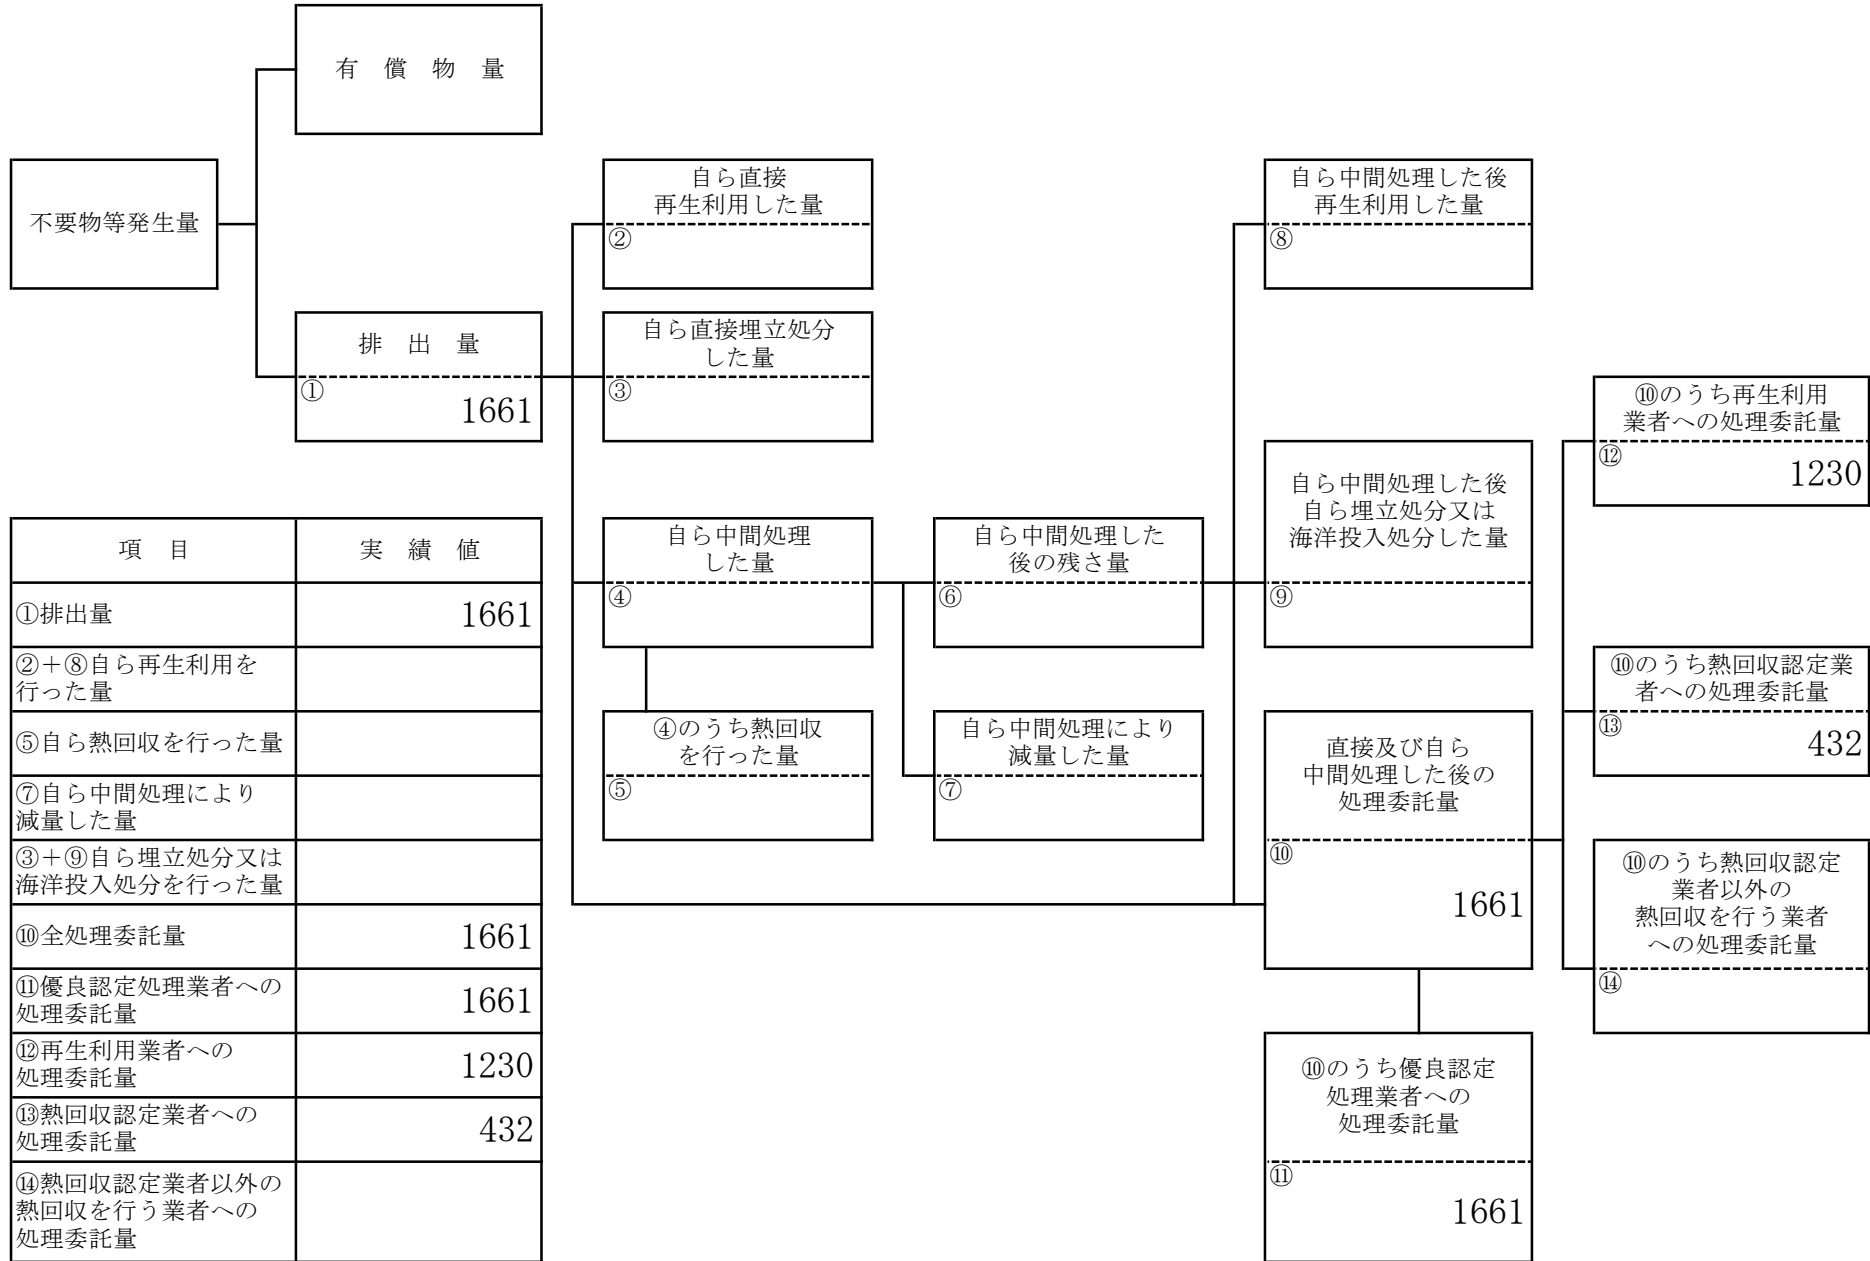 有 償 物 量
不要物等発生量
排 出 量
①
1661
自ら直接
再生利用した量
②
自ら直接埋立処分
した量
③
自ら中間処理
した量
④
④のうち熱回収
を行った量
⑤
自ら中間処理した
後の残さ量
⑥
自ら中間処理により
減量した量
⑦
自ら中間処理した後
再生利用した量
⑧
自ら中間処理した後
自ら埋立処分又は
海洋投入処分した量
⑨
直接及び自ら
中間処理した後の
処理委託量
⑩
1661
⑩のうち優良認定
処理業者への
処理委託量
⑪
1661
⑩のうち再生利用
業者への処理委託量
⑫
1230
⑩のうち熱回収認定業
者への処理委託量
⑬
432
⑩のうち熱回収認定
業者以外の
熱回収を行う業者
への処理委託量
⑭
項 目 実 績 値
①排出量 1661
②＋⑧自ら再生利用を
行った量
⑤自ら熱回収を行った量
⑦自ら中間処理により
減量した量
③＋⑨自ら埋立処分又は
海洋投入処分を行った量
⑩全処理委託量 1661
⑪優良認定処理業者への
処理委託量 1661
⑫再生利用業者への
処理委託量 1230
⑬熱回収認定業者への
処理委託量 432
⑭熱回収認定業者以外の
熱回収を行う業者への
処理委託量